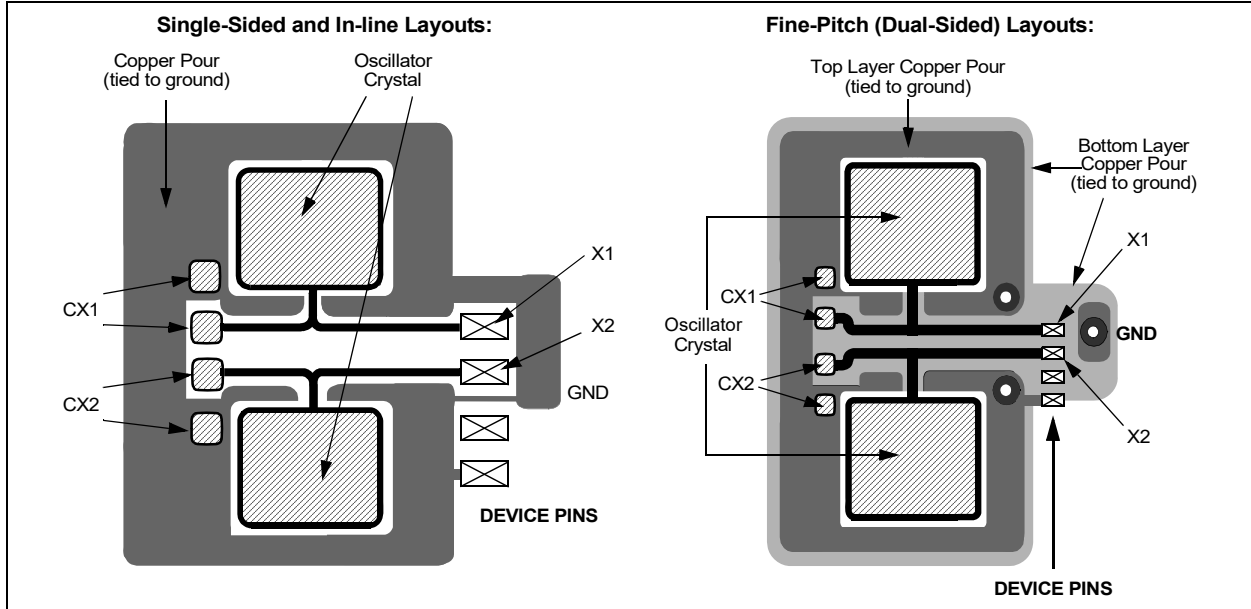 Single-Sided and In-line Layouts:
Copper Pour
(tied to ground)
Oscillator
Crystal
X1
CX1
X2
CX2
GND
DEVICE PINS
Fine-Pitch (Dual-Sided) Layouts:
Top Layer Copper Pour
(tied to ground)
Bottom Layer
Copper Pour
(tied to ground)
X1
CX1
Oscillator
Crystal
GND
CX2
X2
DEVICE PINS